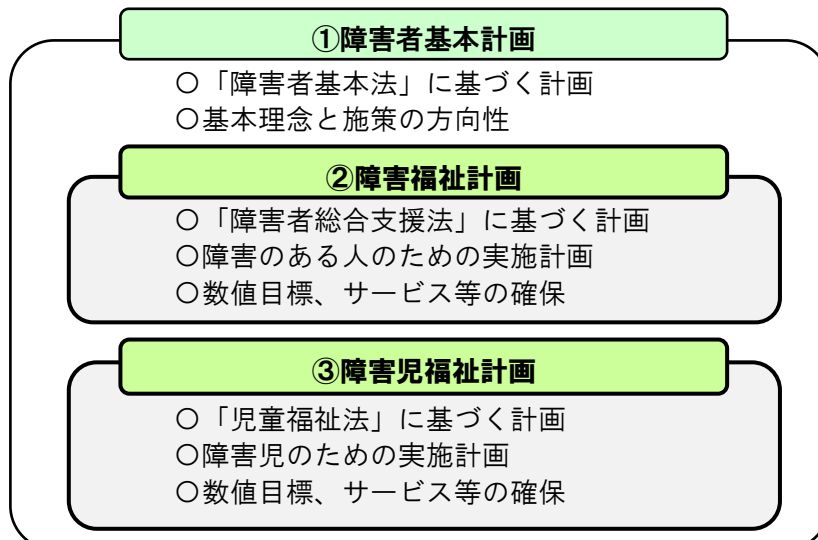 ①障害者基本計画
○「障害者基本法」に基づく計画
○基本理念と施策の方向性
②障害福祉計画
○「障害者総合支援法」に基づく計画
○障害のある人のための実施計画
○数値目標、サービス等の確保
③障害児福祉計画
○「児童福祉法」に基づく計画
○障害児のための実施計画
○数値目標、サービス等の確保